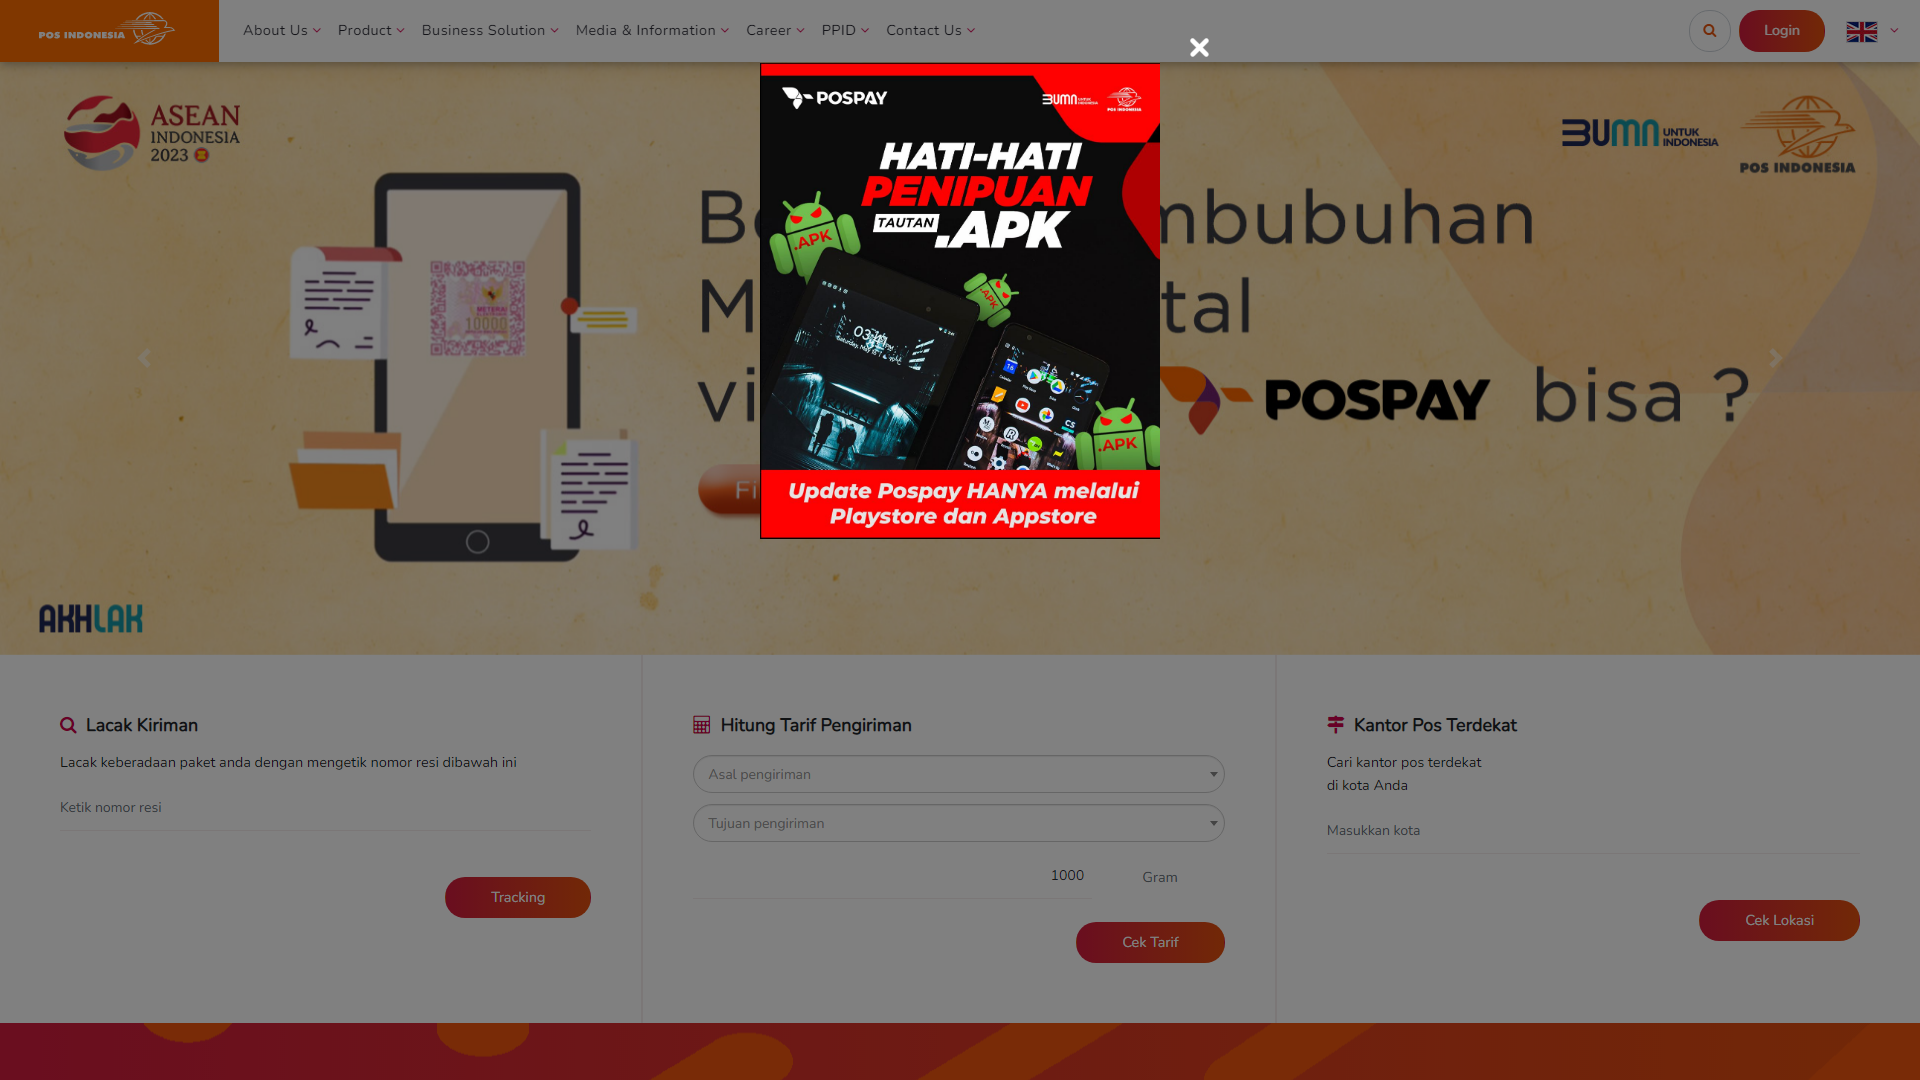 POS INDONESIA
About Us
Product
Business Solution
Media & Information
Career
PPID
Contact Us
Login
ASEAN
INDONESIA
2023
BUMN UNTUK INDONESIA
POS INDONESIA
mbubuhan
tal
vi
POSPAY bisa ?
METERAI
10000
Fi
AKHLAK
POSPAY
BUMN UNTUK INDONESIA
POS INDONESIA
HATI-HATI
PENIPUAN
TAUTAN .APK
.APK
.APK
.APK
Update Pospay HANYA melalui
Playstore dan Appstore
Lacak Kiriman
Lacak keberadaan paket anda dengan mengetik nomor resi dibawah ini
Ketik nomor resi
Tracking
Hitung Tarif Pengiriman
Asal pengiriman
Tujuan pengiriman
1000 Gram
Cek Tarif
Kantor Pos Terdekat
Cari kantor pos terdekat
di kota Anda
Masukkan kota
Cek Lokasi